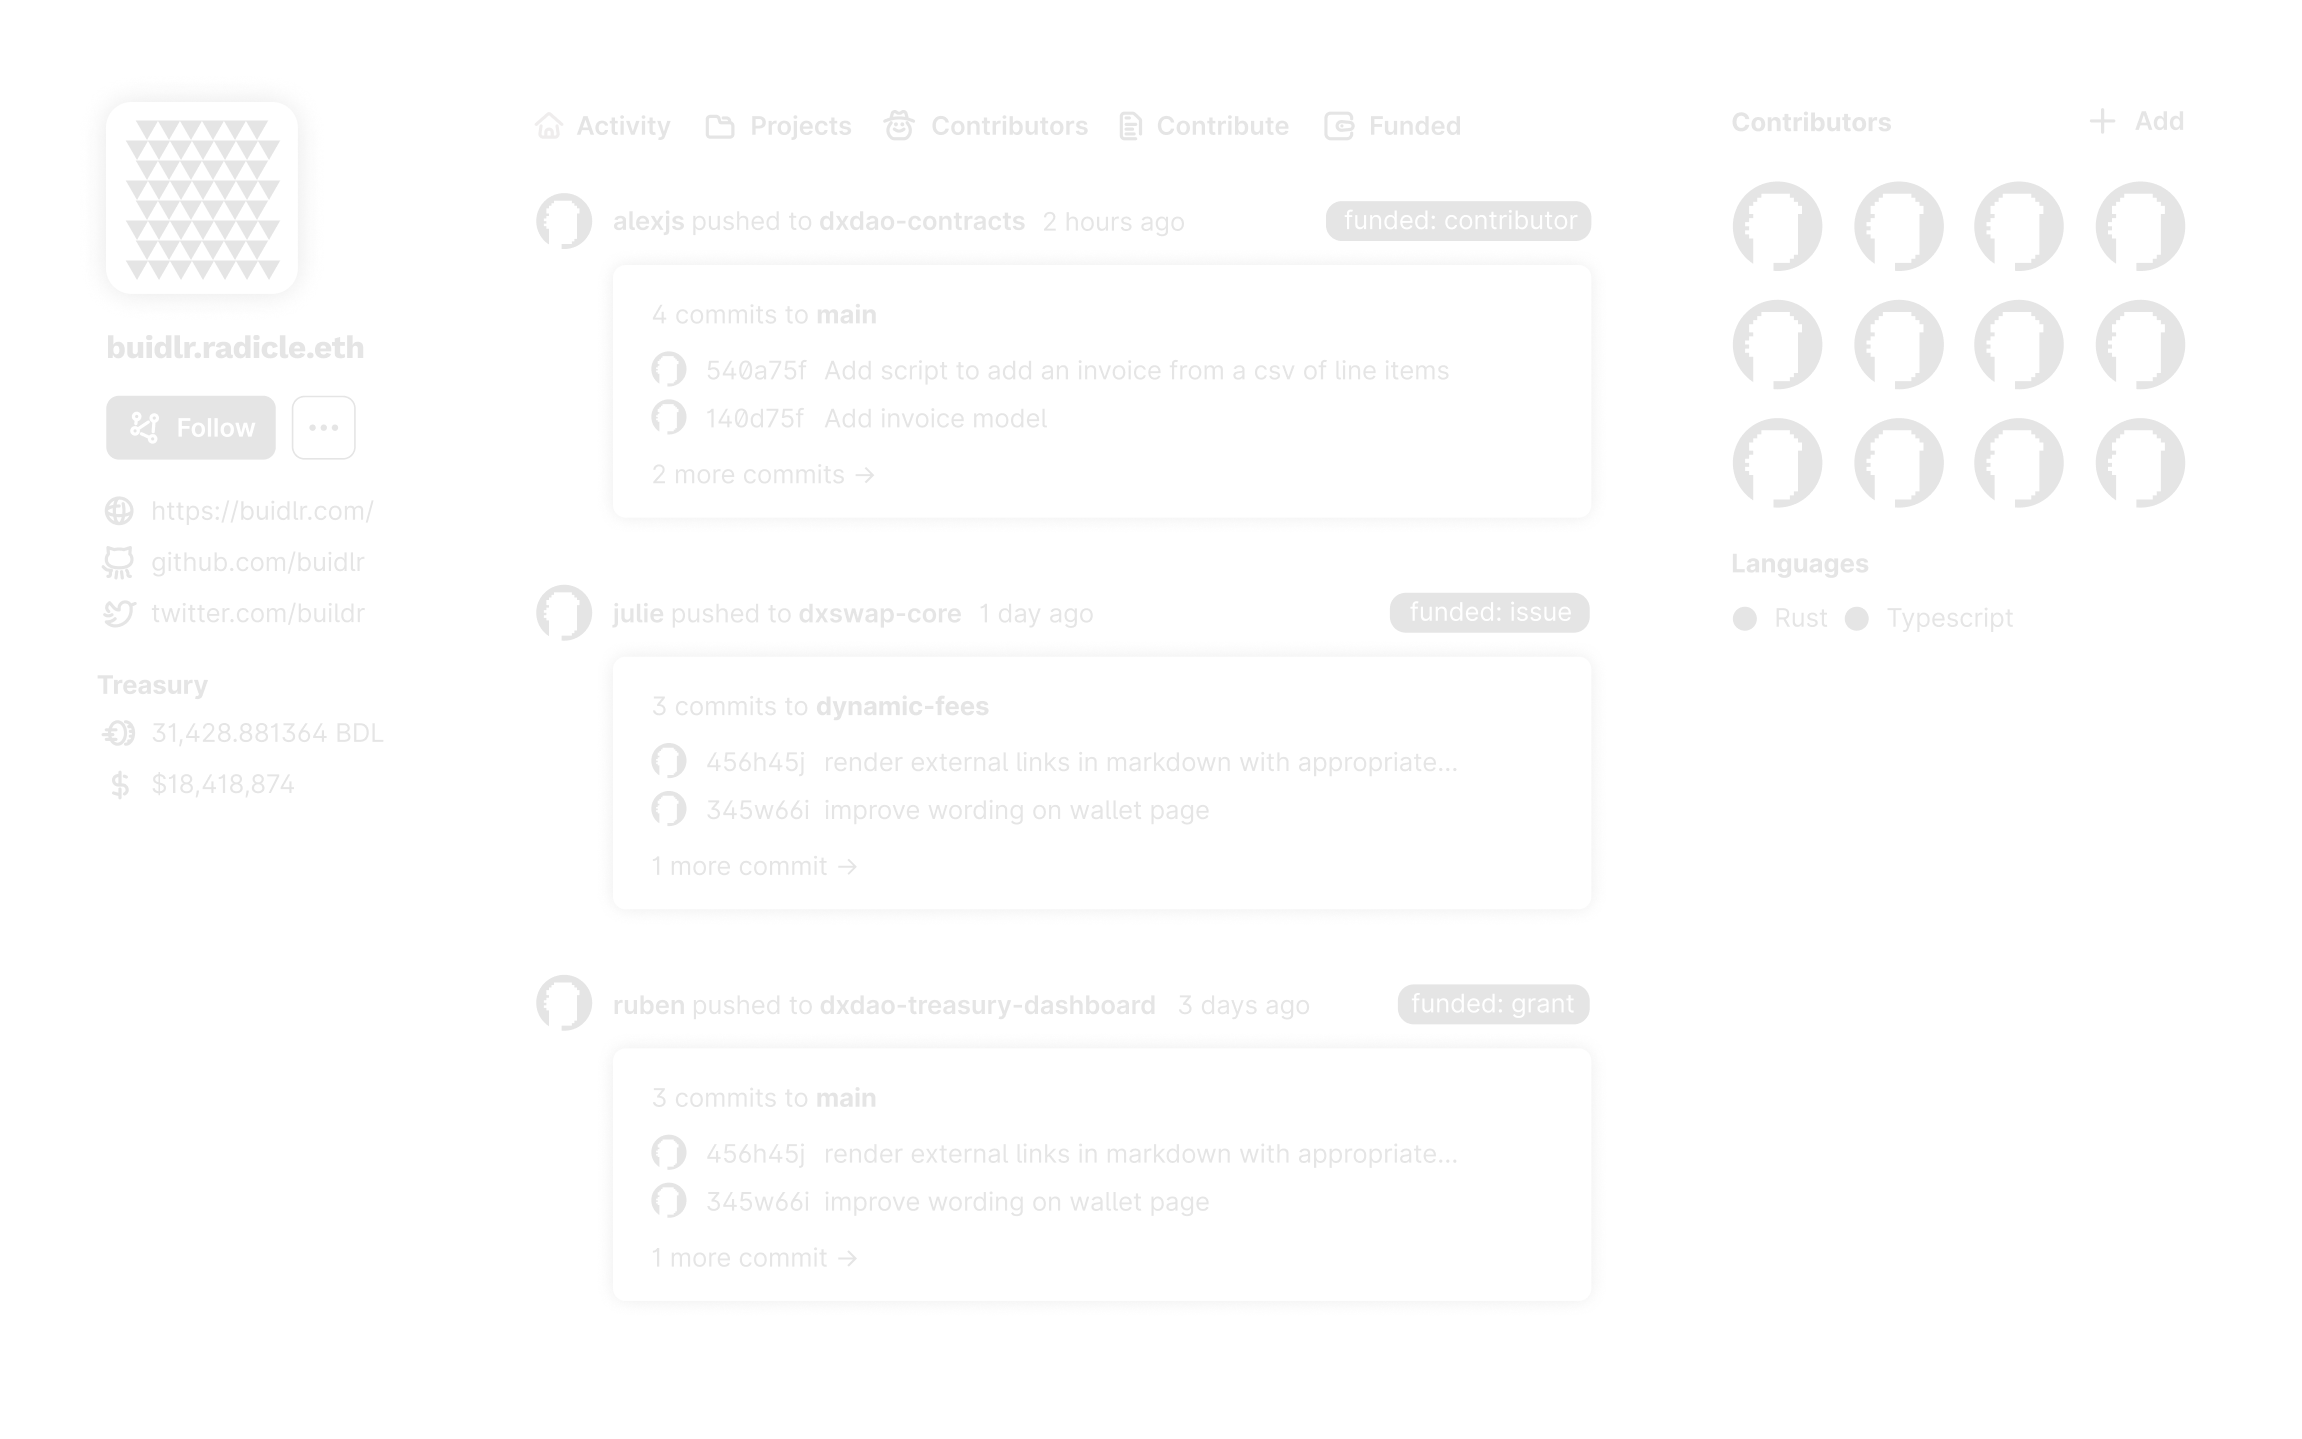 buidlr.radicle.eth
Follow
https://buidlr.com/
github.com/buidlr
twitter.com/buildr
Treasury
31,428.881364 BDL
$18,418,874
Activity Projects Contributors Contribute Funded
alexjs pushed to dxdao-contracts 2 hours ago funded: contributor
4 commits to main
540a75f Add script to add an invoice from a csv of line items
140d75f Add invoice model
2 more commits →
julie pushed to dxswap-core 1 day ago funded: issue
3 commits to dynamic-fees
456h45j render external links in markdown with appropriate...
345w66i improve wording on wallet page
1 more commit →
ruben pushed to dxdao-treasury-dashboard 3 days ago funded: grant
3 commits to main
456h45j render external links in markdown with appropriate...
345w66i improve wording on wallet page
1 more commit →
Contributors + Add
Languages
Rust Typescript